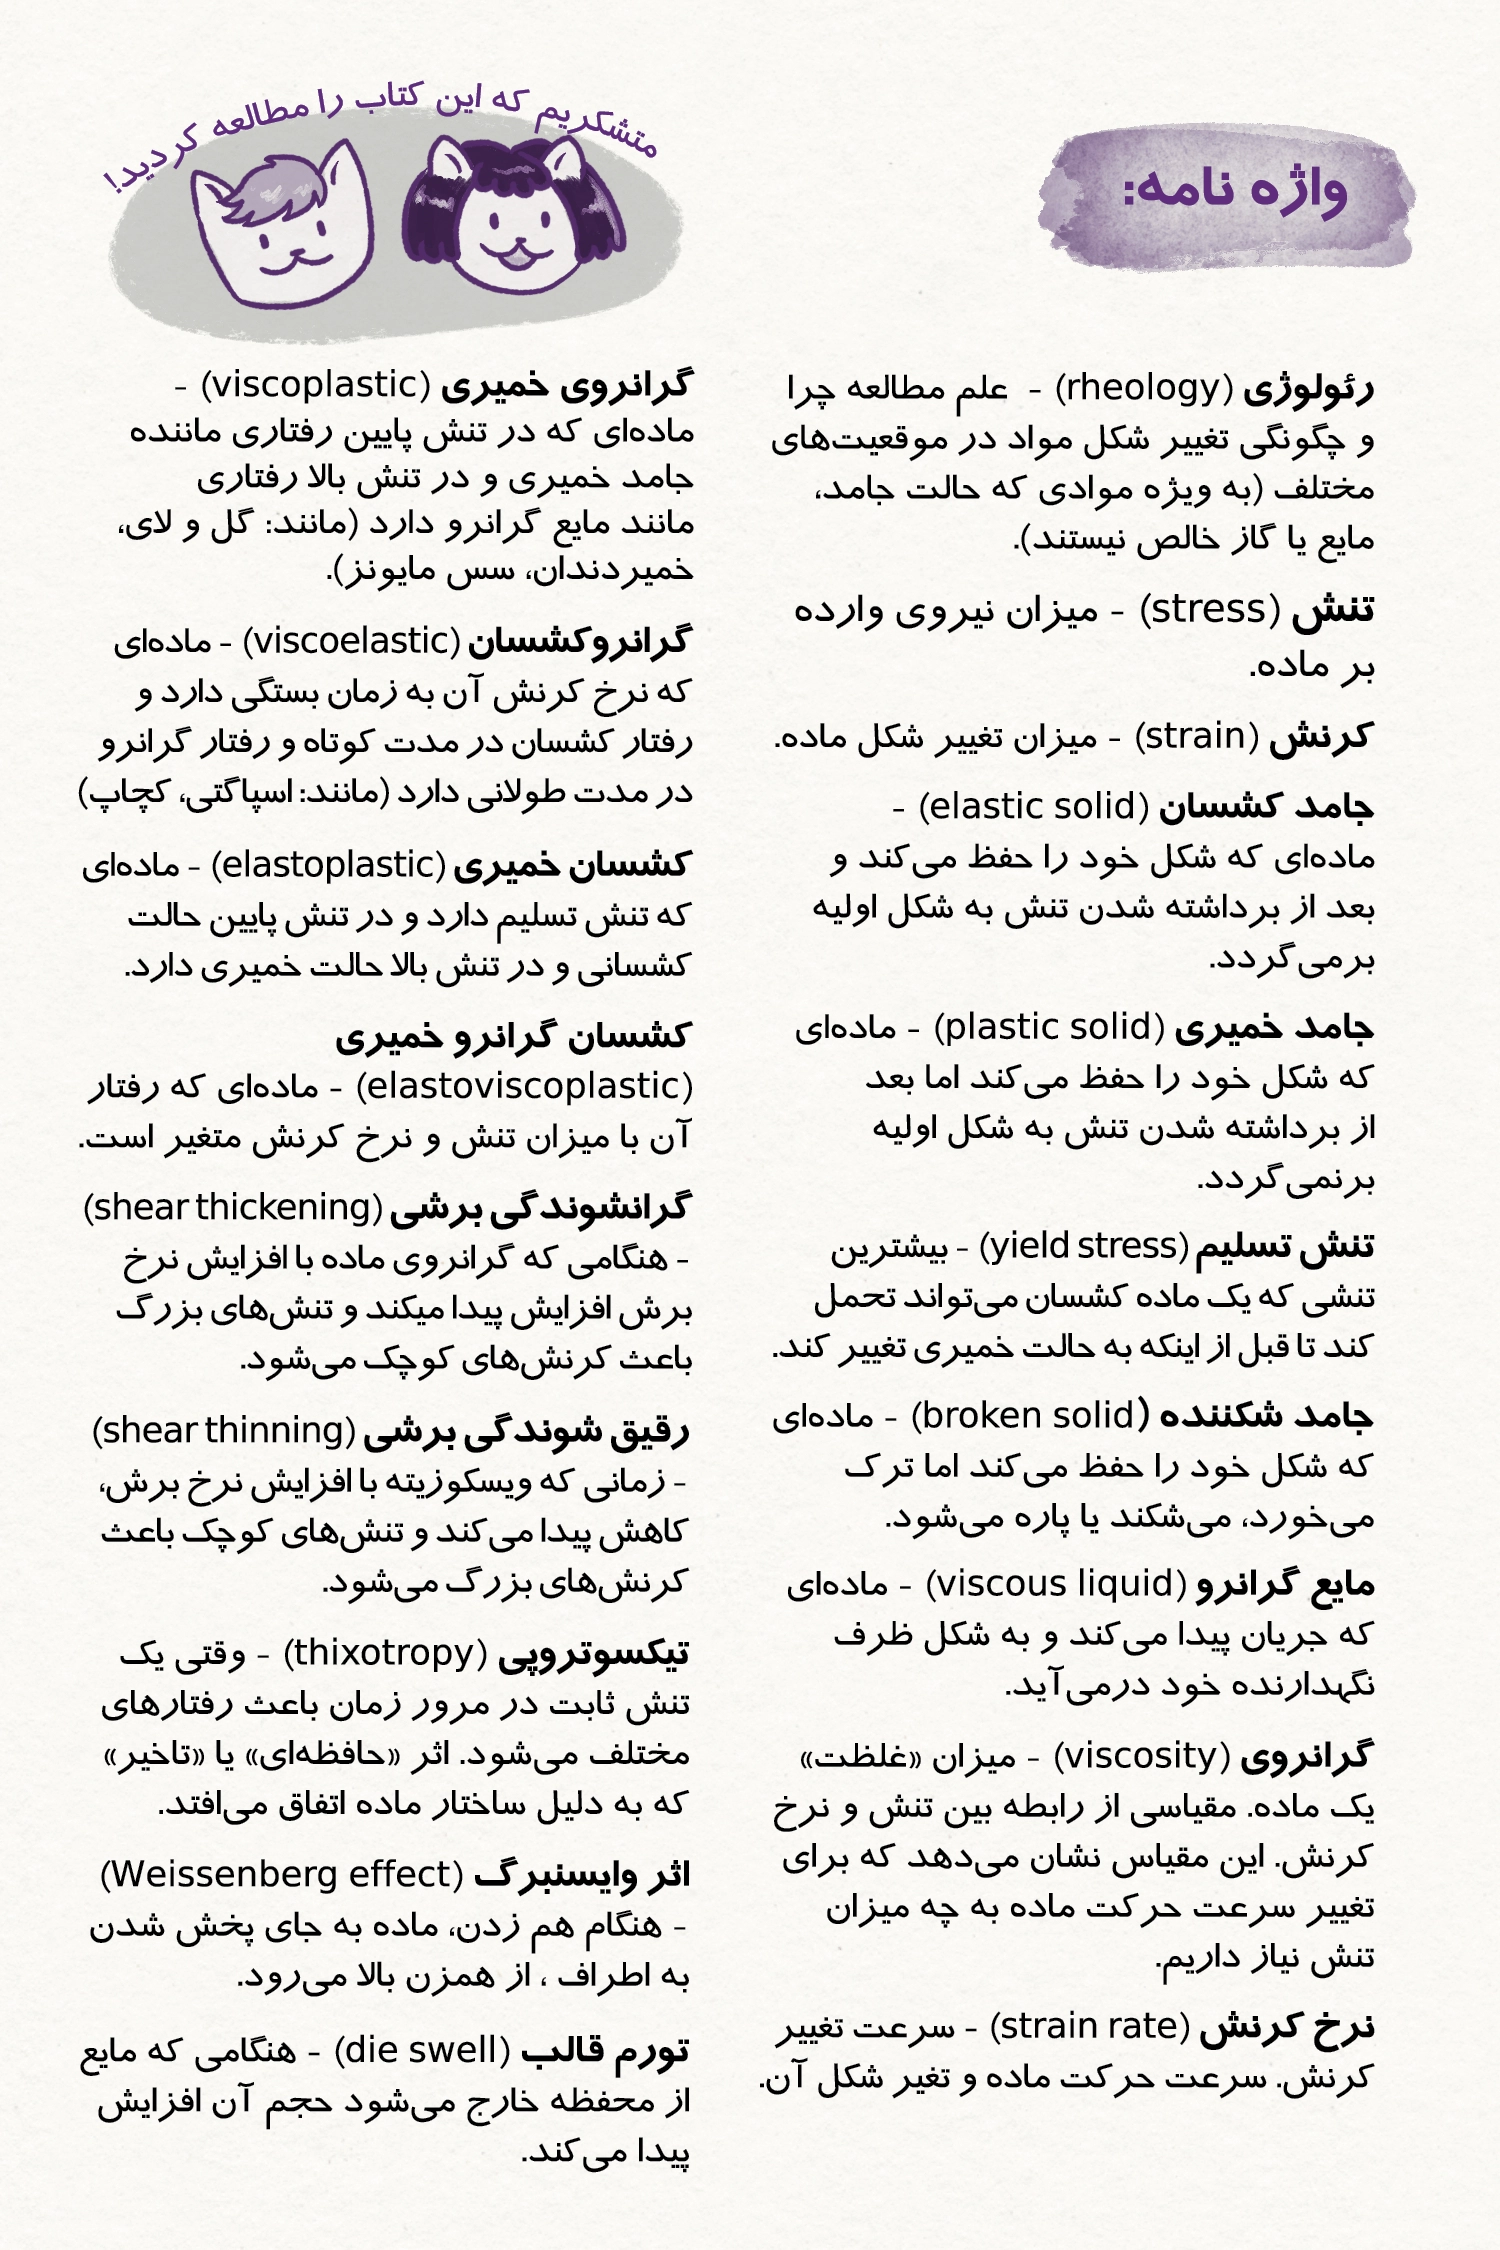 متشکریم که این کتاب را مطالعه کردید!
واژه نامه:
رئولوژی (rheology) - علم مطالعه چرا
و چگونگی تغییر شکل مواد در موقعیت‌های
مختلف (به ویژه موادی که حالت جامد،
مایع یا گاز خالص نیستند).
تنش (stress) - میزان نیروی وارده
بر ماده.
کرنش (strain) - میزان تغییر شکل ماده.
جامد کشسان (elastic solid) -
ماده‌ای که شکل خود را حفظ می‌کند و
بعد از برداشته شدن تنش به شکل اولیه
برمی‌گردد.
جامد خمیری (plastic solid) - ماده‌ای
که شکل خود را حفظ می‌کند اما بعد
از برداشته شدن تنش به شکل اولیه
برنمی‌گردد.
تنش تسلیم (yield stress) - بیشترین
تنشی که یک ماده کشسان می‌تواند تحمل
کند تا قبل از اینکه به حالت خمیری تغییر کند.
جامد شکننده (broken solid) - ماده‌ای
که شکل خود را حفظ می‌کند اما ترک
می‌خورد، می‌شکند یا پاره می‌شود.
مایع گرانرو (viscous liquid) - ماده‌ای
که جریان پیدا می‌کند و به شکل ظرف
نگهدارنده خود درمی‌آید.
گرانروی (viscosity) - میزان «غلظت»
یک ماده. مقیاسی از رابطه بین تنش و نرخ
کرنش. این مقیاس نشان می‌دهد که برای
تغییر سرعت حرکت ماده به چه میزان
تنش نیاز داریم.
نرخ کرنش (strain rate) - سرعت تغییر
کرنش. سرعت حرکت ماده و تغیر شکل آن.
گرانروی خمیری (viscoplastic) -
ماده‌ای که در تنش پایین رفتاری ماننده
جامد خمیری و در تنش بالا رفتاری
مانند مایع گرانرو دارد (مانند: گل و لای،
خمیردندان، سس مایونز).
گرانروکشسان (viscoelastic) - ماده‌ای
که نرخ کرنش آن به زمان بستگی دارد و
رفتار کشسان در مدت کوتاه و رفتار گرانرو
در مدت طولانی دارد (مانند: اسپاگتی، کچاپ)
کشسان خمیری (elastoplastic) - ماده‌ای
که تنش تسلیم دارد و در تنش پایین حالت
کشسانی و در تنش بالا حالت خمیری دارد.
کشسان گرانرو خمیری
(elastoviscoplastic) - ماده‌ای که رفتار
آن با میزان تنش و نرخ کرنش متغیر است.
گرانشوندگی برشی (shear thickening)
- هنگامی که گرانروی ماده با افزایش نرخ
برش افزایش پیدا میکند و تنش‌های بزرگ
باعث کرنش‌های کوچک می‌شود.
رقیق شوندگی برشی (shear thinning)
- زمانی که ویسکوزیته با افزایش نرخ برش،
کاهش پیدا می‌کند و تنش‌های کوچک باعث
کرنش‌های بزرگ می‌شود.
تیکسوتروپی (thixotropy) - وقتی یک
تنش ثابت در مرور زمان باعث رفتارهای
مختلف می‌شود. اثر «حافظه‌ای» یا «تاخیر»
که به دلیل ساختار ماده اتفاق می‌افتد.
اثر وایسنبرگ (Weissenberg effect)
- هنگام هم زدن، ماده به جای پخش شدن
به اطراف ، از همزن بالا می‌رود.
تورم قالب (die swell) - هنگامی که مایع
از محفظه خارج می‌شود حجم آن افزایش
پیدا می‌کند.